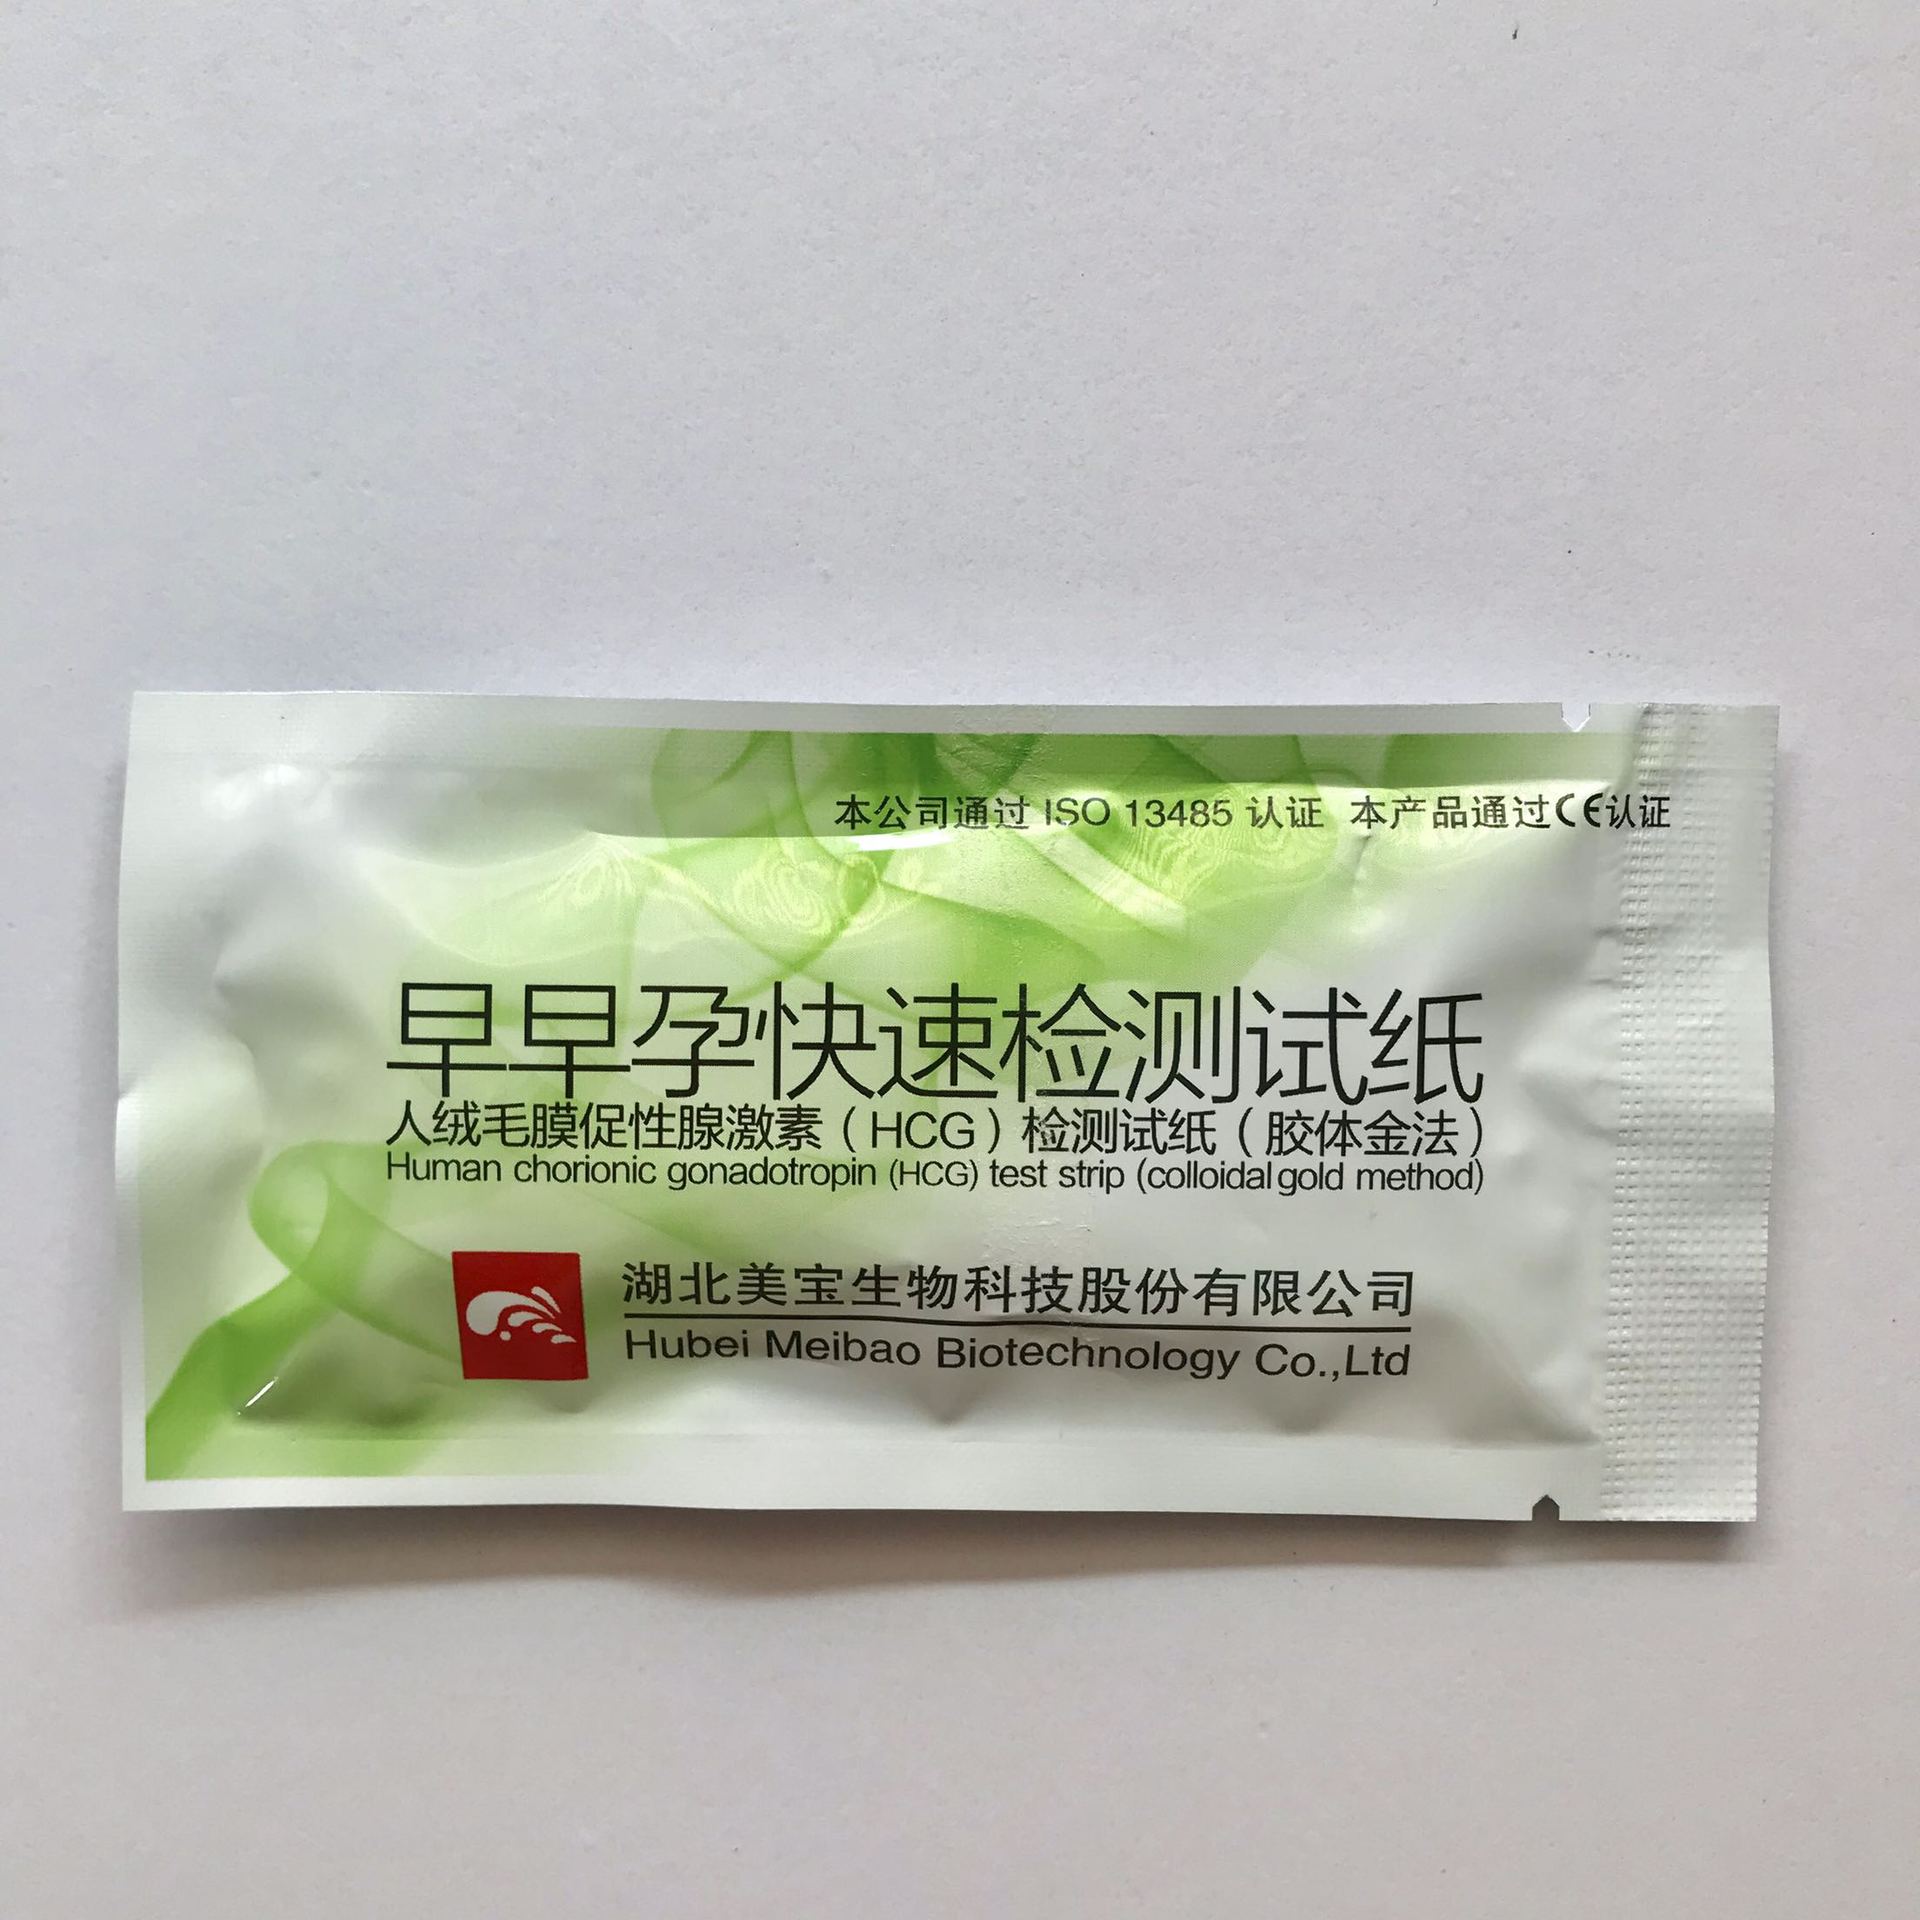 本公司通过 ISO 13485 认证 本产品通过CE认证
早早孕快速检测试纸
人绒毛膜促性腺激素（HCG）检测试纸（胶体金法）
Human chorionic gonadotropin (HCG) test strip (colloidal gold method)
湖北美宝生物科技股份有限公司
Hubei Meibao Biotechnology Co.,Ltd